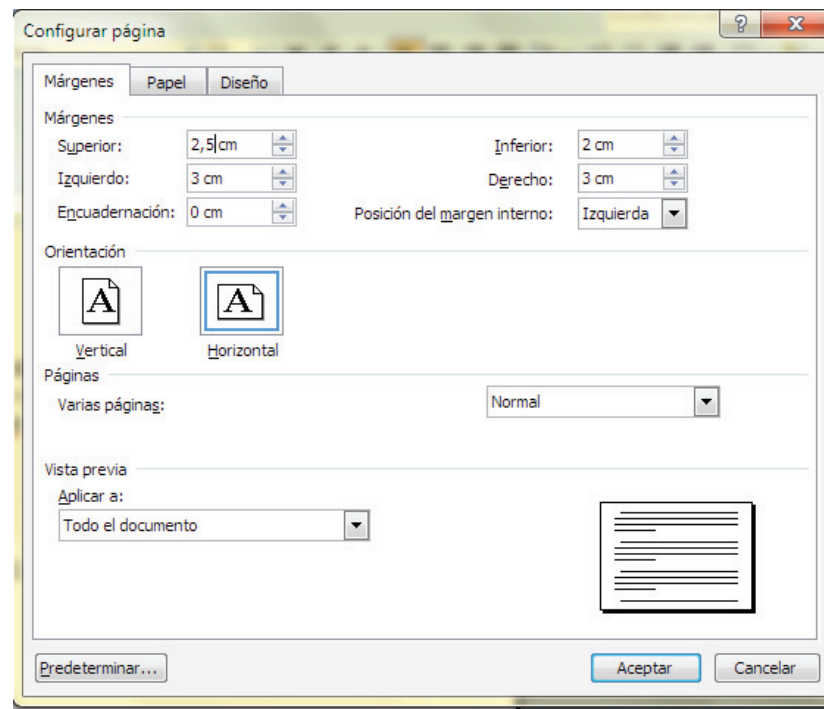 Configurar página
Márgenes Papel Diseño
Márgenes
Superior: 2,5 cm Inferior: 2 cm
Izquierdo: 3 cm Derecho: 3 cm
Encuadernación: 0 cm Posición del margen interno: Izquierda
Orientación
A A
Vertical Horizontal
Páginas
Varias páginas: Normal
Vista previa
Aplicar a:
Todo el documento
Predeterminar... Aceptar Cancelar